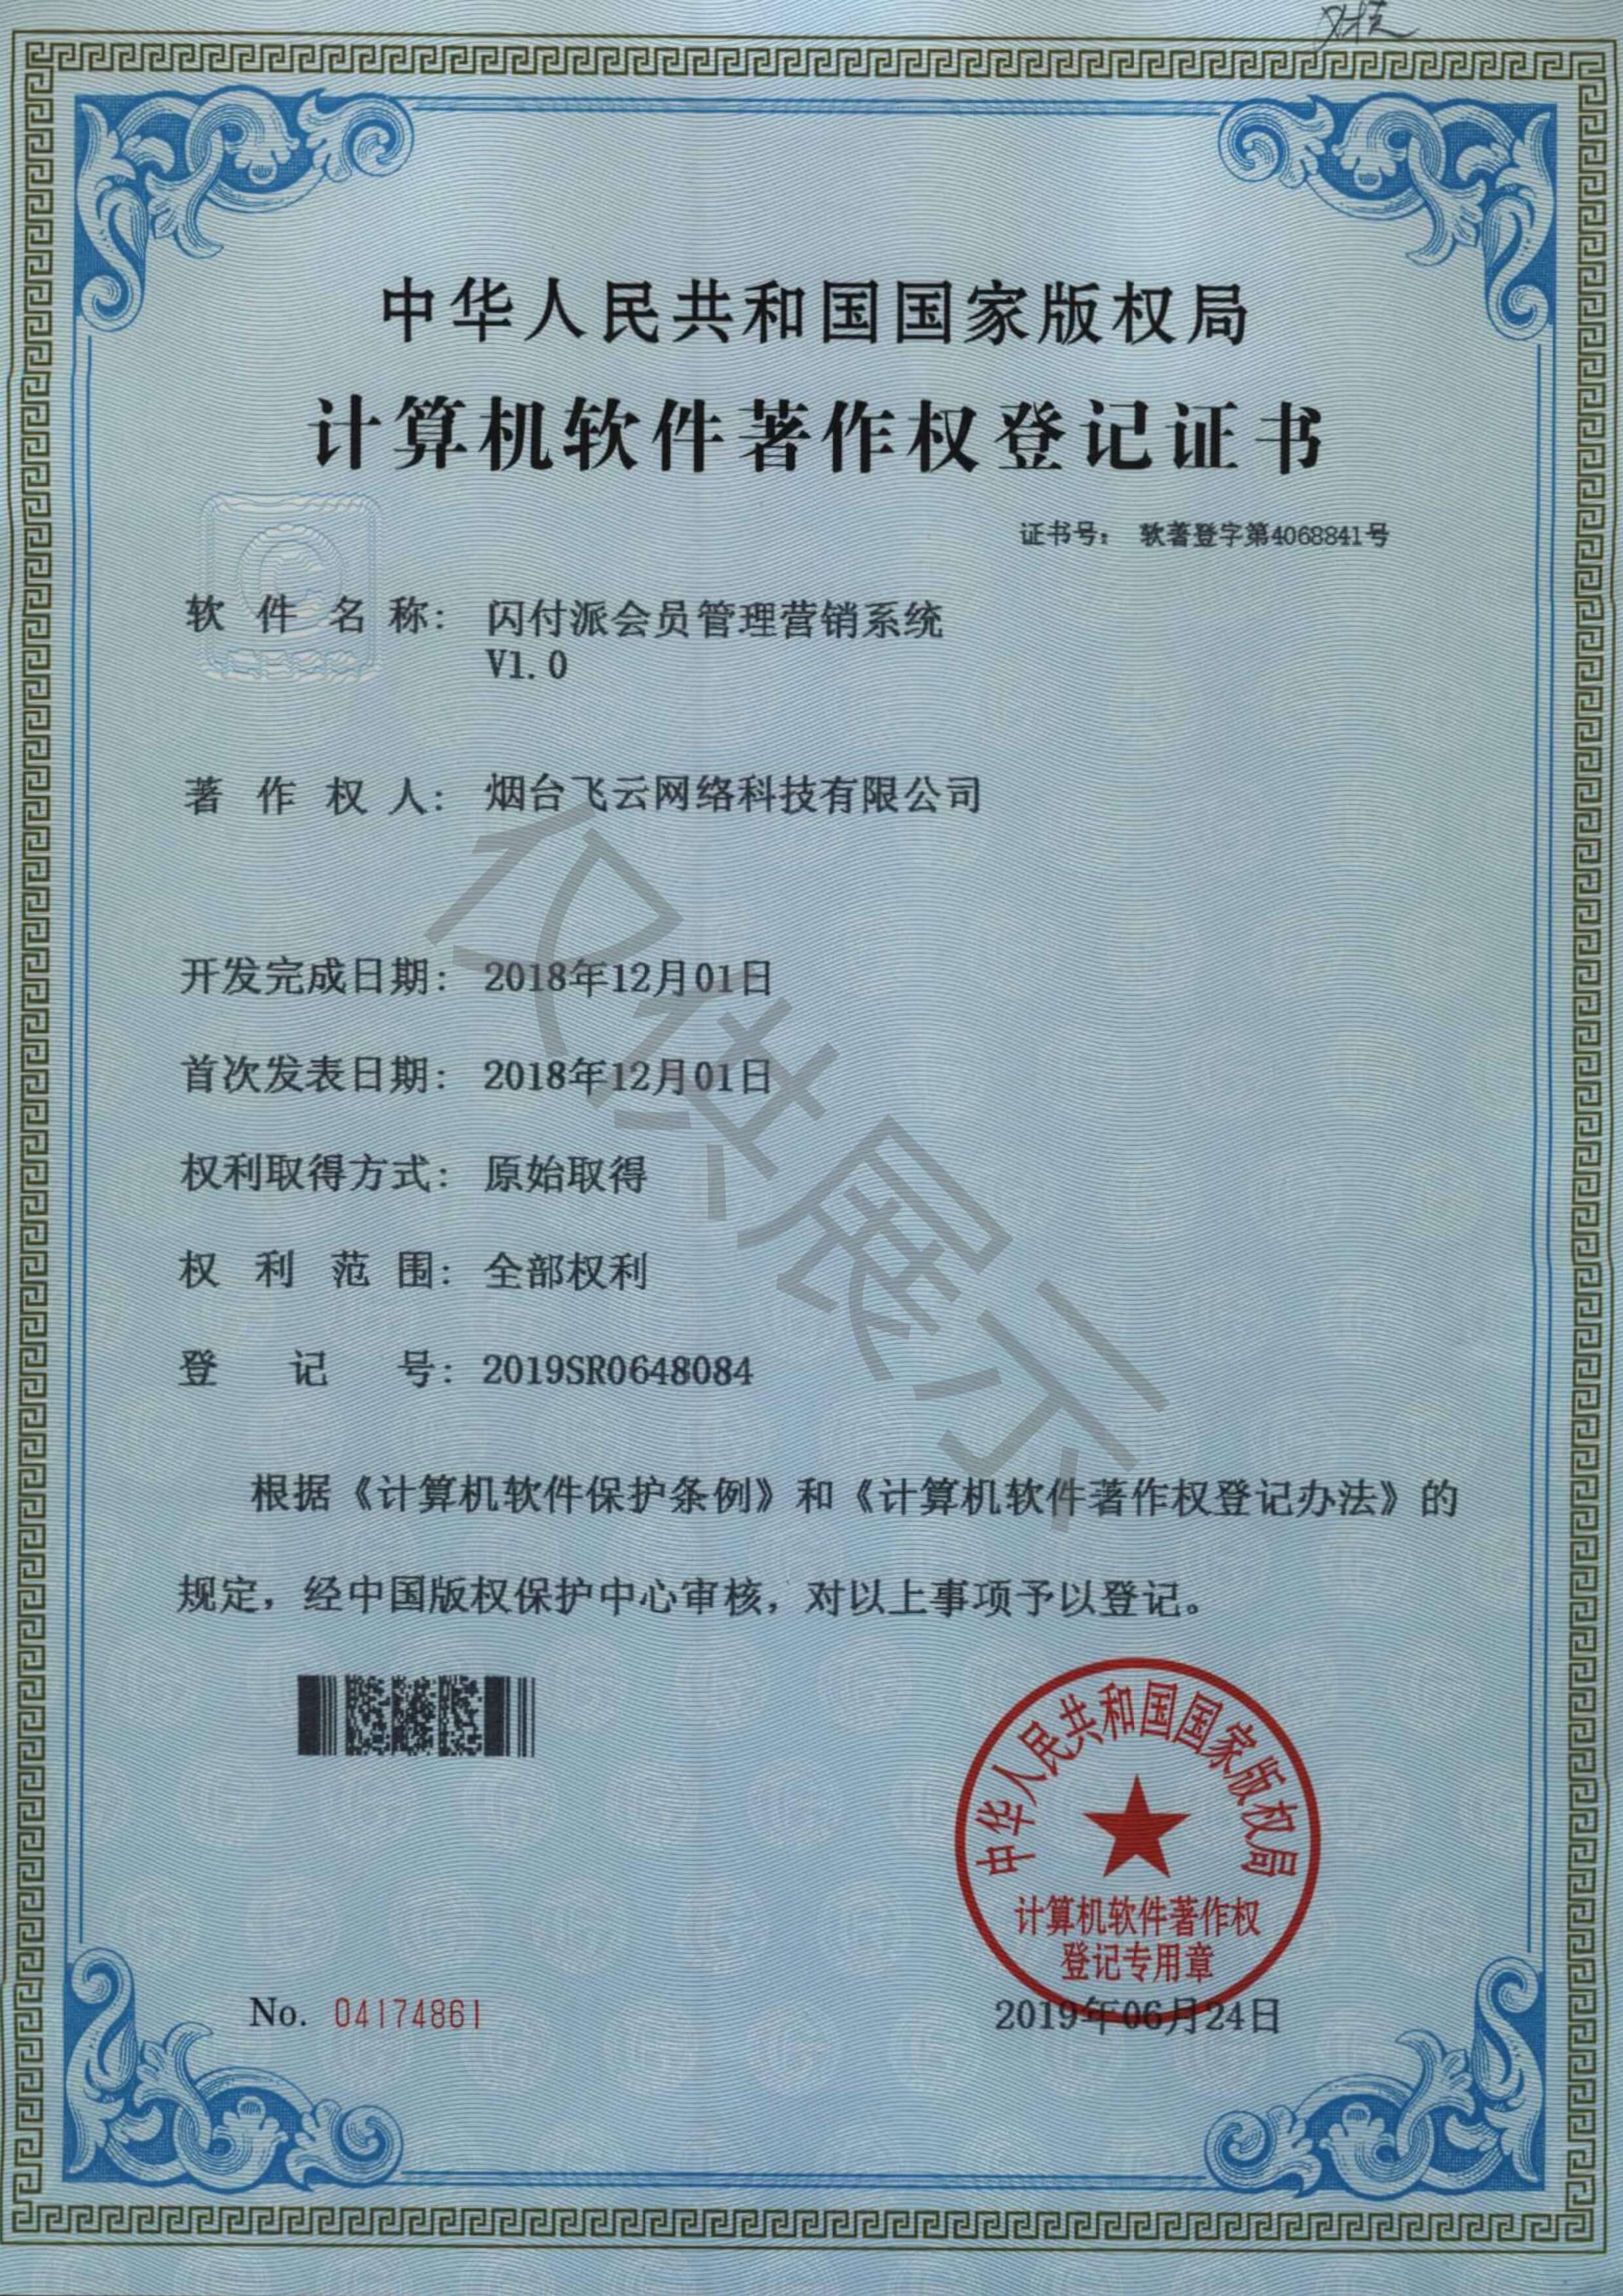 中华人民共和国国家版权局
计算机软件著作权登记证书
证书号： 软著登字第4068841号
软件名称： 闪付派会员管理营销系统
V1.0
著作权人： 烟台飞云网络科技有限公司
开发完成日期： 2018年12月01日
首次发表日期： 2018年12月01日
权利取得方式： 原始取得
权利范围： 全部权利
登记号： 2019SR0648084
根据《计算机软件保护条例》和《计算机软件著作权登记办法》的
规定，经中国版权保护中心审核，对以上事项予以登记。
仅供展示
中华人民共和国国家版权局
计算机软件著作权
登记专用章
No. 04174861
2019年06月24日